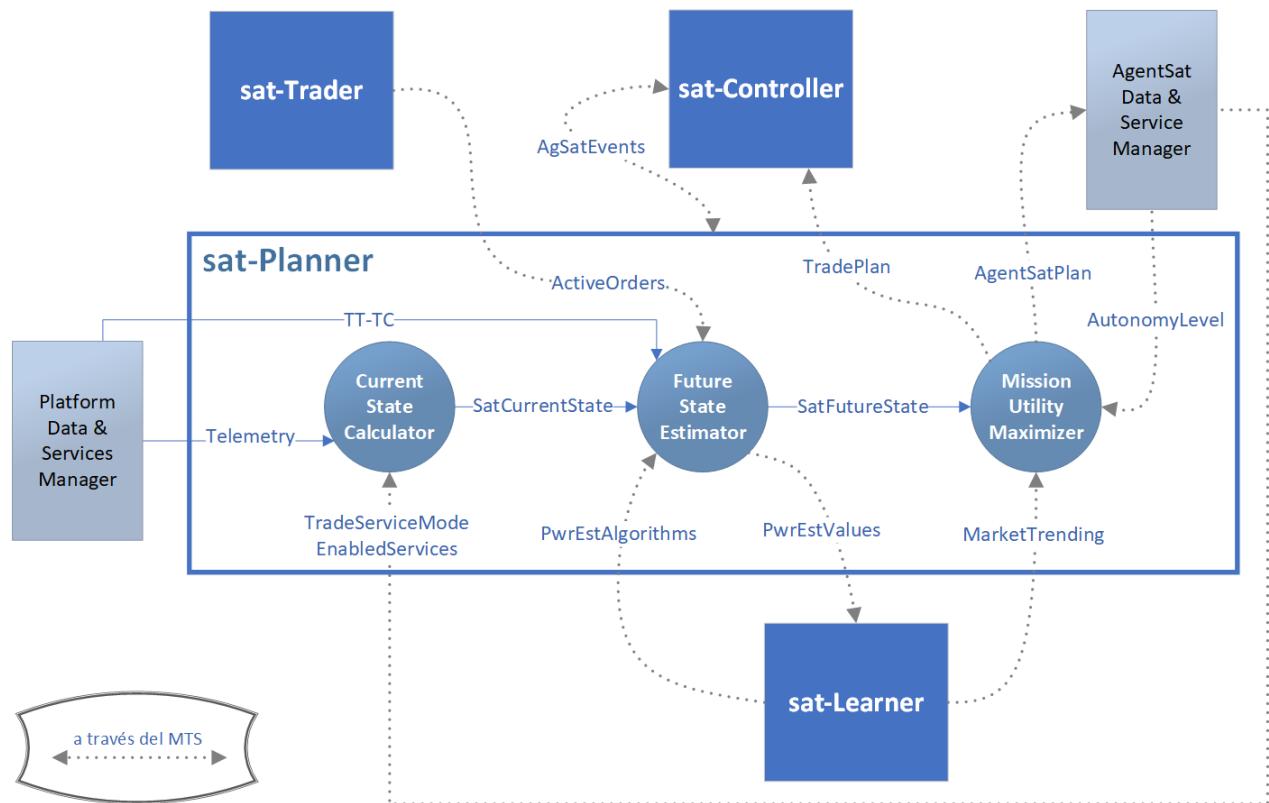 sat-Trader
sat-Controller
AgentSat
Data &
Service
Manager
AgSatEvents
sat-Planner
TradePlan
AgentSatPlan
ActiveOrders
TT-TC
AutonomyLevel
Platform
Data &
Services
Manager
Current
State
Calculator
SatCurrentState
Future
State
Estimator
SatFutureState
Mission
Utility
Maximizer
Telemetry
TradeServiceMode
EnabledServices
PwrEstAlgorithms
PwrEstValues
MarketTrending
sat-Learner
a través del MTS